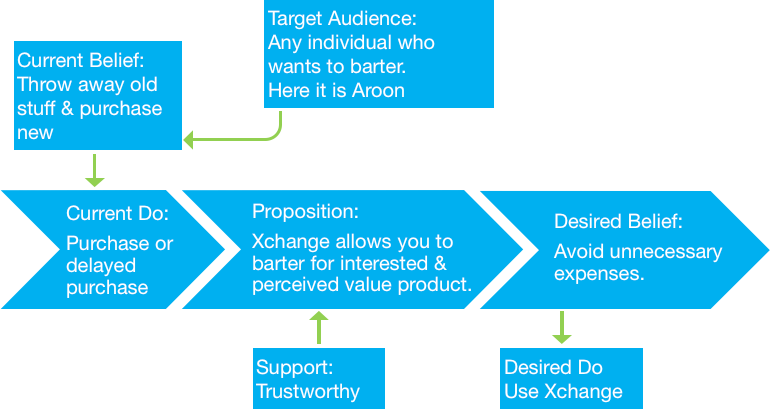 Target Audience:
Any individual who
wants to barter.
Here it is Aroon
Current Belief:
Throw away old
stuff & purchase
new
Current Do:
Purchase or
delayed
purchase
Proposition:
Xchange allows you to
barter for interested &
perceived value product.
Desired Belief:
Avoid unnecessary
expenses.
Support:
Trustworthy
Desired Do
Use Xchange